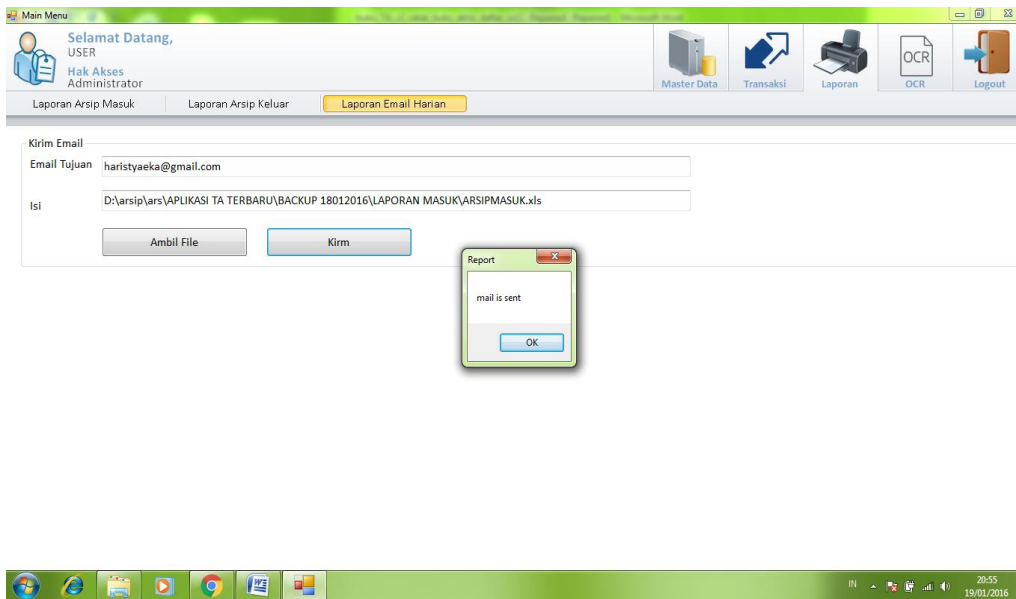 Main Menu
Selamat Datang,
USER
Hak Akses
Administrator
Master Data
Transaksi
Laporan
OCR
OCR
Logout
Laporan Arsip Masuk
Laporan Arsip Keluar
Laporan Email Harian
Kirim Email
Email Tujuan
haristyaeka@gmail.com
Isi
D:\arsip\ars\APLIKASI TA TERBARU\BACKUP 18012016\LAPORAN MASUK\ARSIPMASUK.xls
Ambil File
Kirm
Report
mail is sent
OK
IN
20:55
19/01/2016